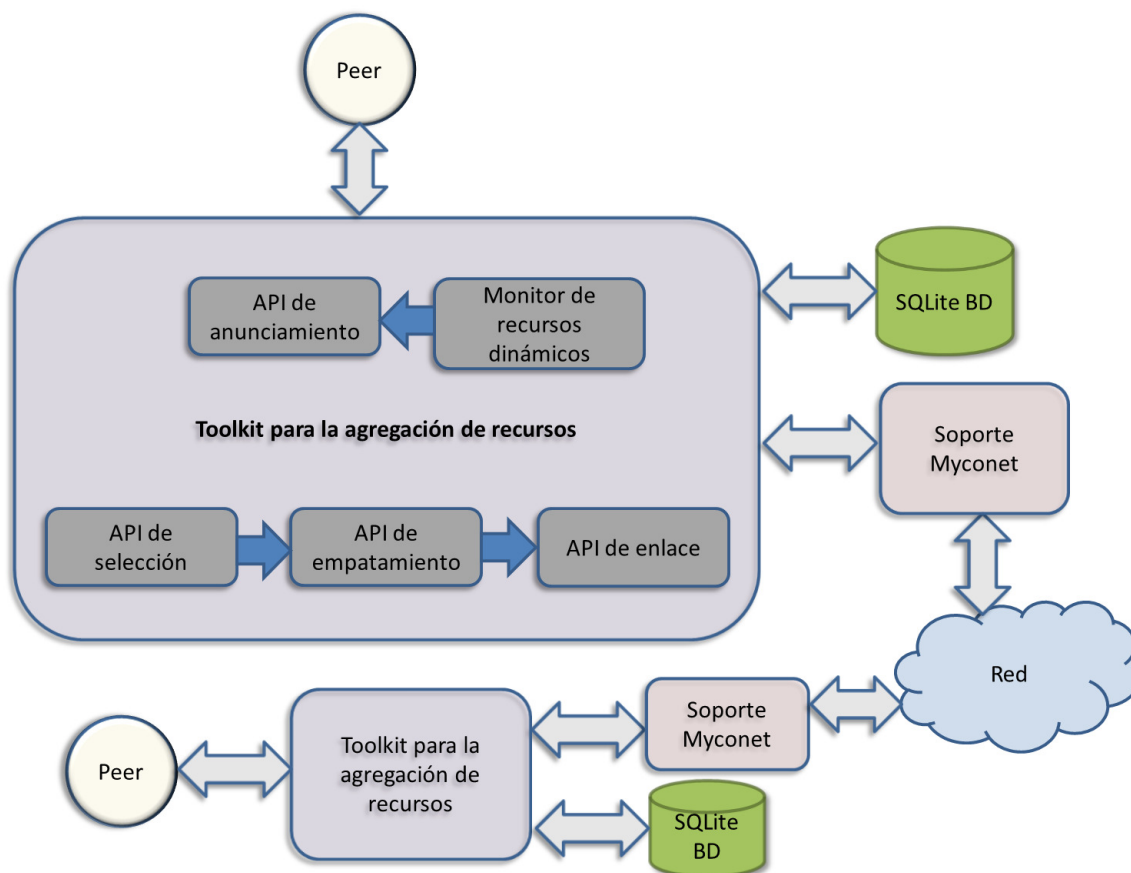 Peer
API de
anunciamiento
Monitor de
recursos
dinámicos
SQLite BD
Toolkit para la agregación de recursos
Soporte
Myconet
API de
selección
API de
empatamiento
API de enlace
Red
Peer
Toolkit para la
agregación de
recursos
Soporte
Myconet
SQLite
BD